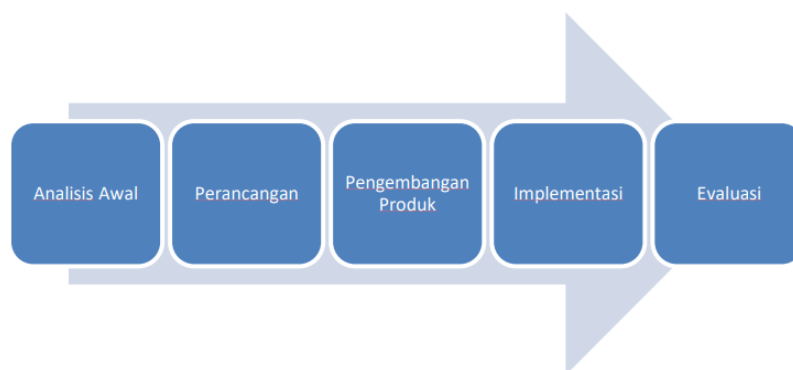 Analisis Awal
Perancangan
Pengembangan
Produk
Implementasi
Evaluasi